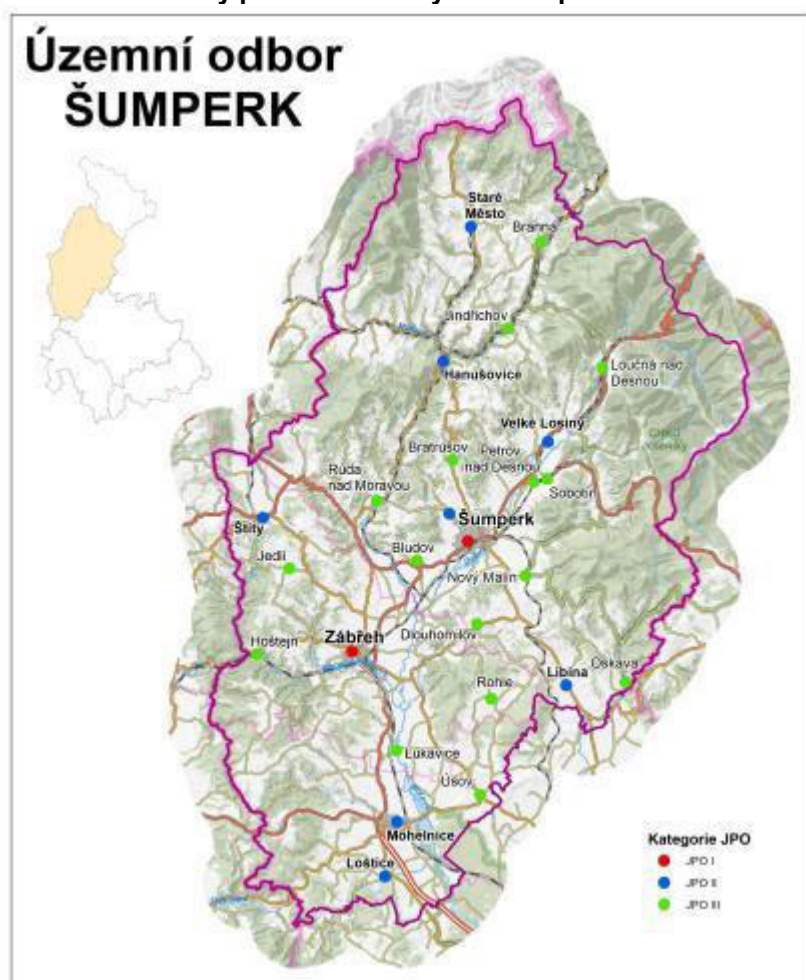 Územní odbor
ŠUMPERK
Staré
Město
Branná
Jindřichov
Hanušovice
Loučná nad
Desnou
Velké Losiny
Bratrušov
Petrov
nad Desnou
Sobotín
Ruda
nad Moravou
Štíty
Šumperk
Jedlí
Bludov
Nový Malín
Zábřeh
Dlouhomilov
Hoštejn
Libina
Oskava
Rohle
Lukavice
Úsov
Mohelnice
Loštice
Kategorie JPO
JPO I
JPO II
JPO III